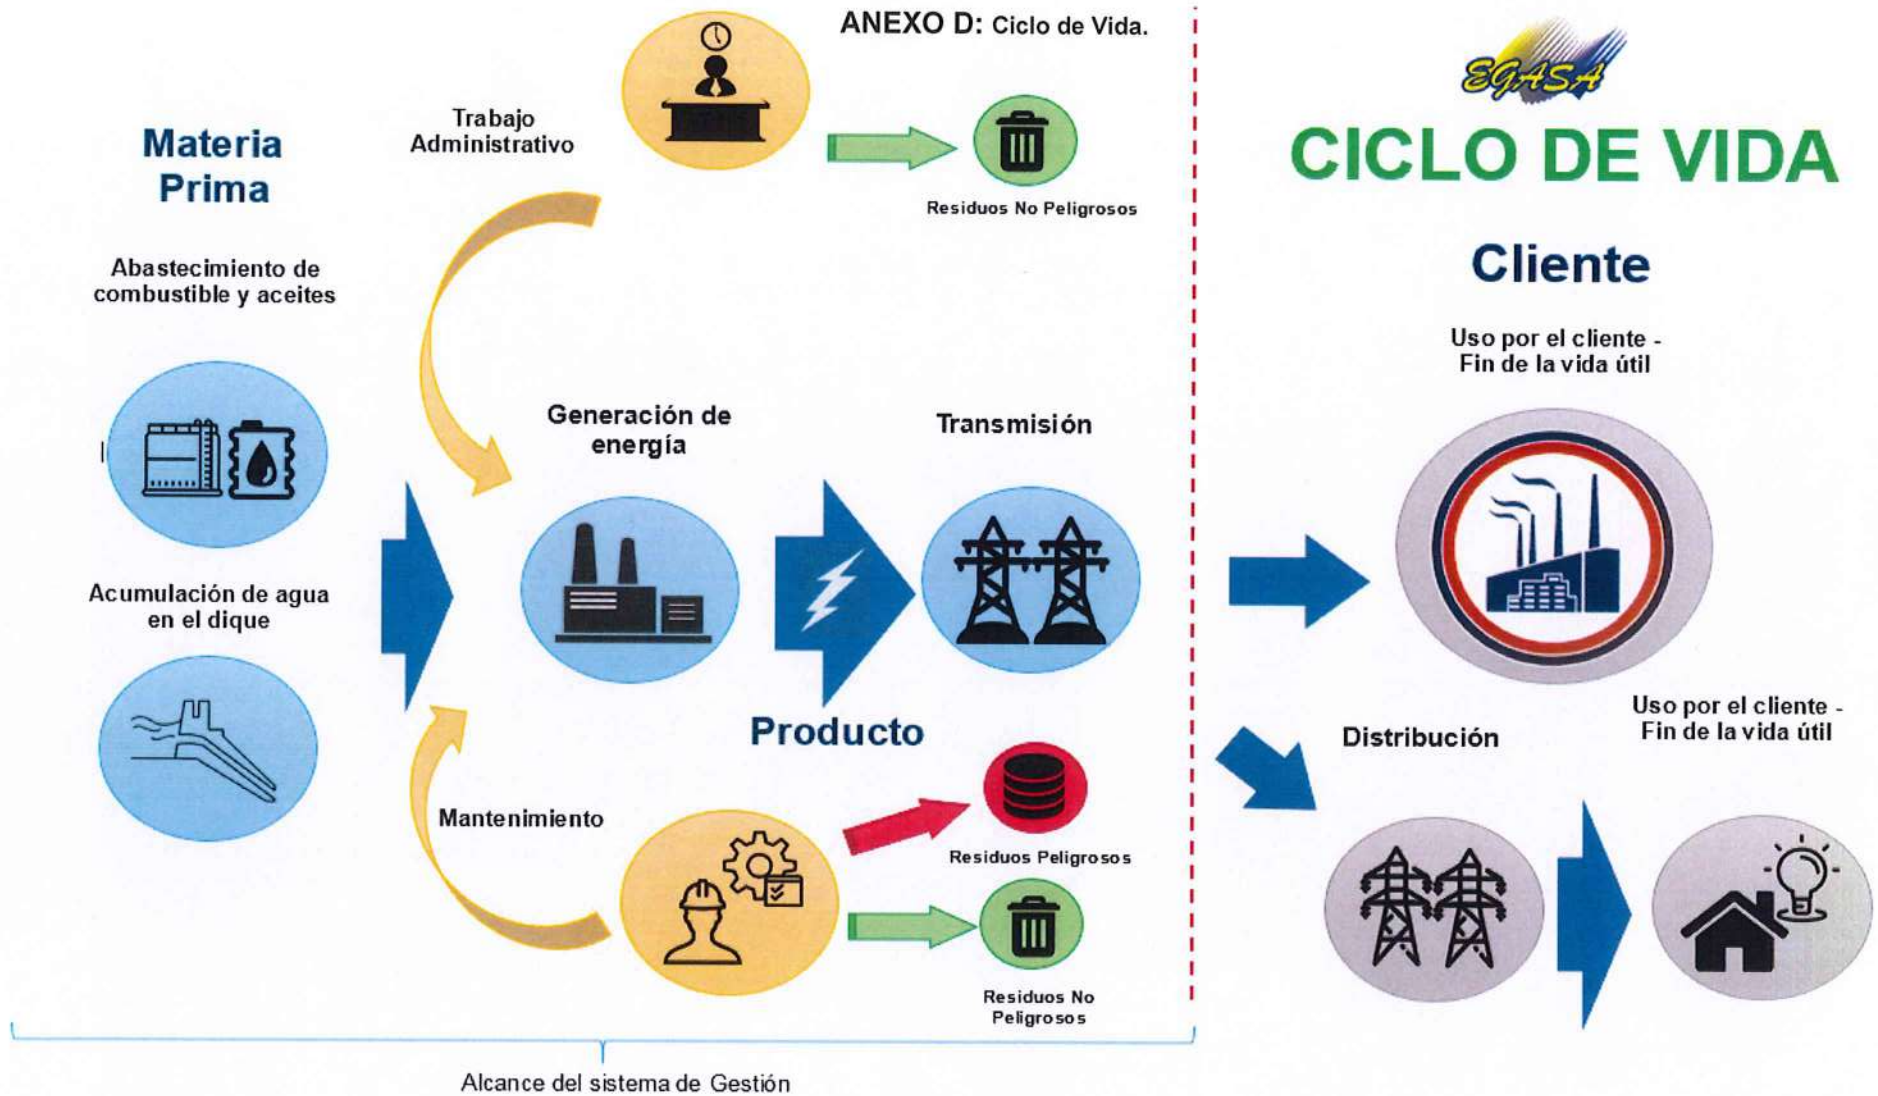 ANEXO D: Ciclo de Vida.
EGASA
CICLO DE VIDA
Trabajo
Administrativo
Residuos No Peligrosos
Materia
Prima
Abastecimiento de
combustible y aceites
Acumulación de agua
en el dique
Generación de
energía
Transmisión
Producto
Mantenimiento
Residuos Peligrosos
Residuos No
Peligrosos
Cliente
Uso por el cliente -
Fin de la vida útil
Distribución
Uso por el cliente -
Fin de la vida útil
Alcance del sistema de Gestión